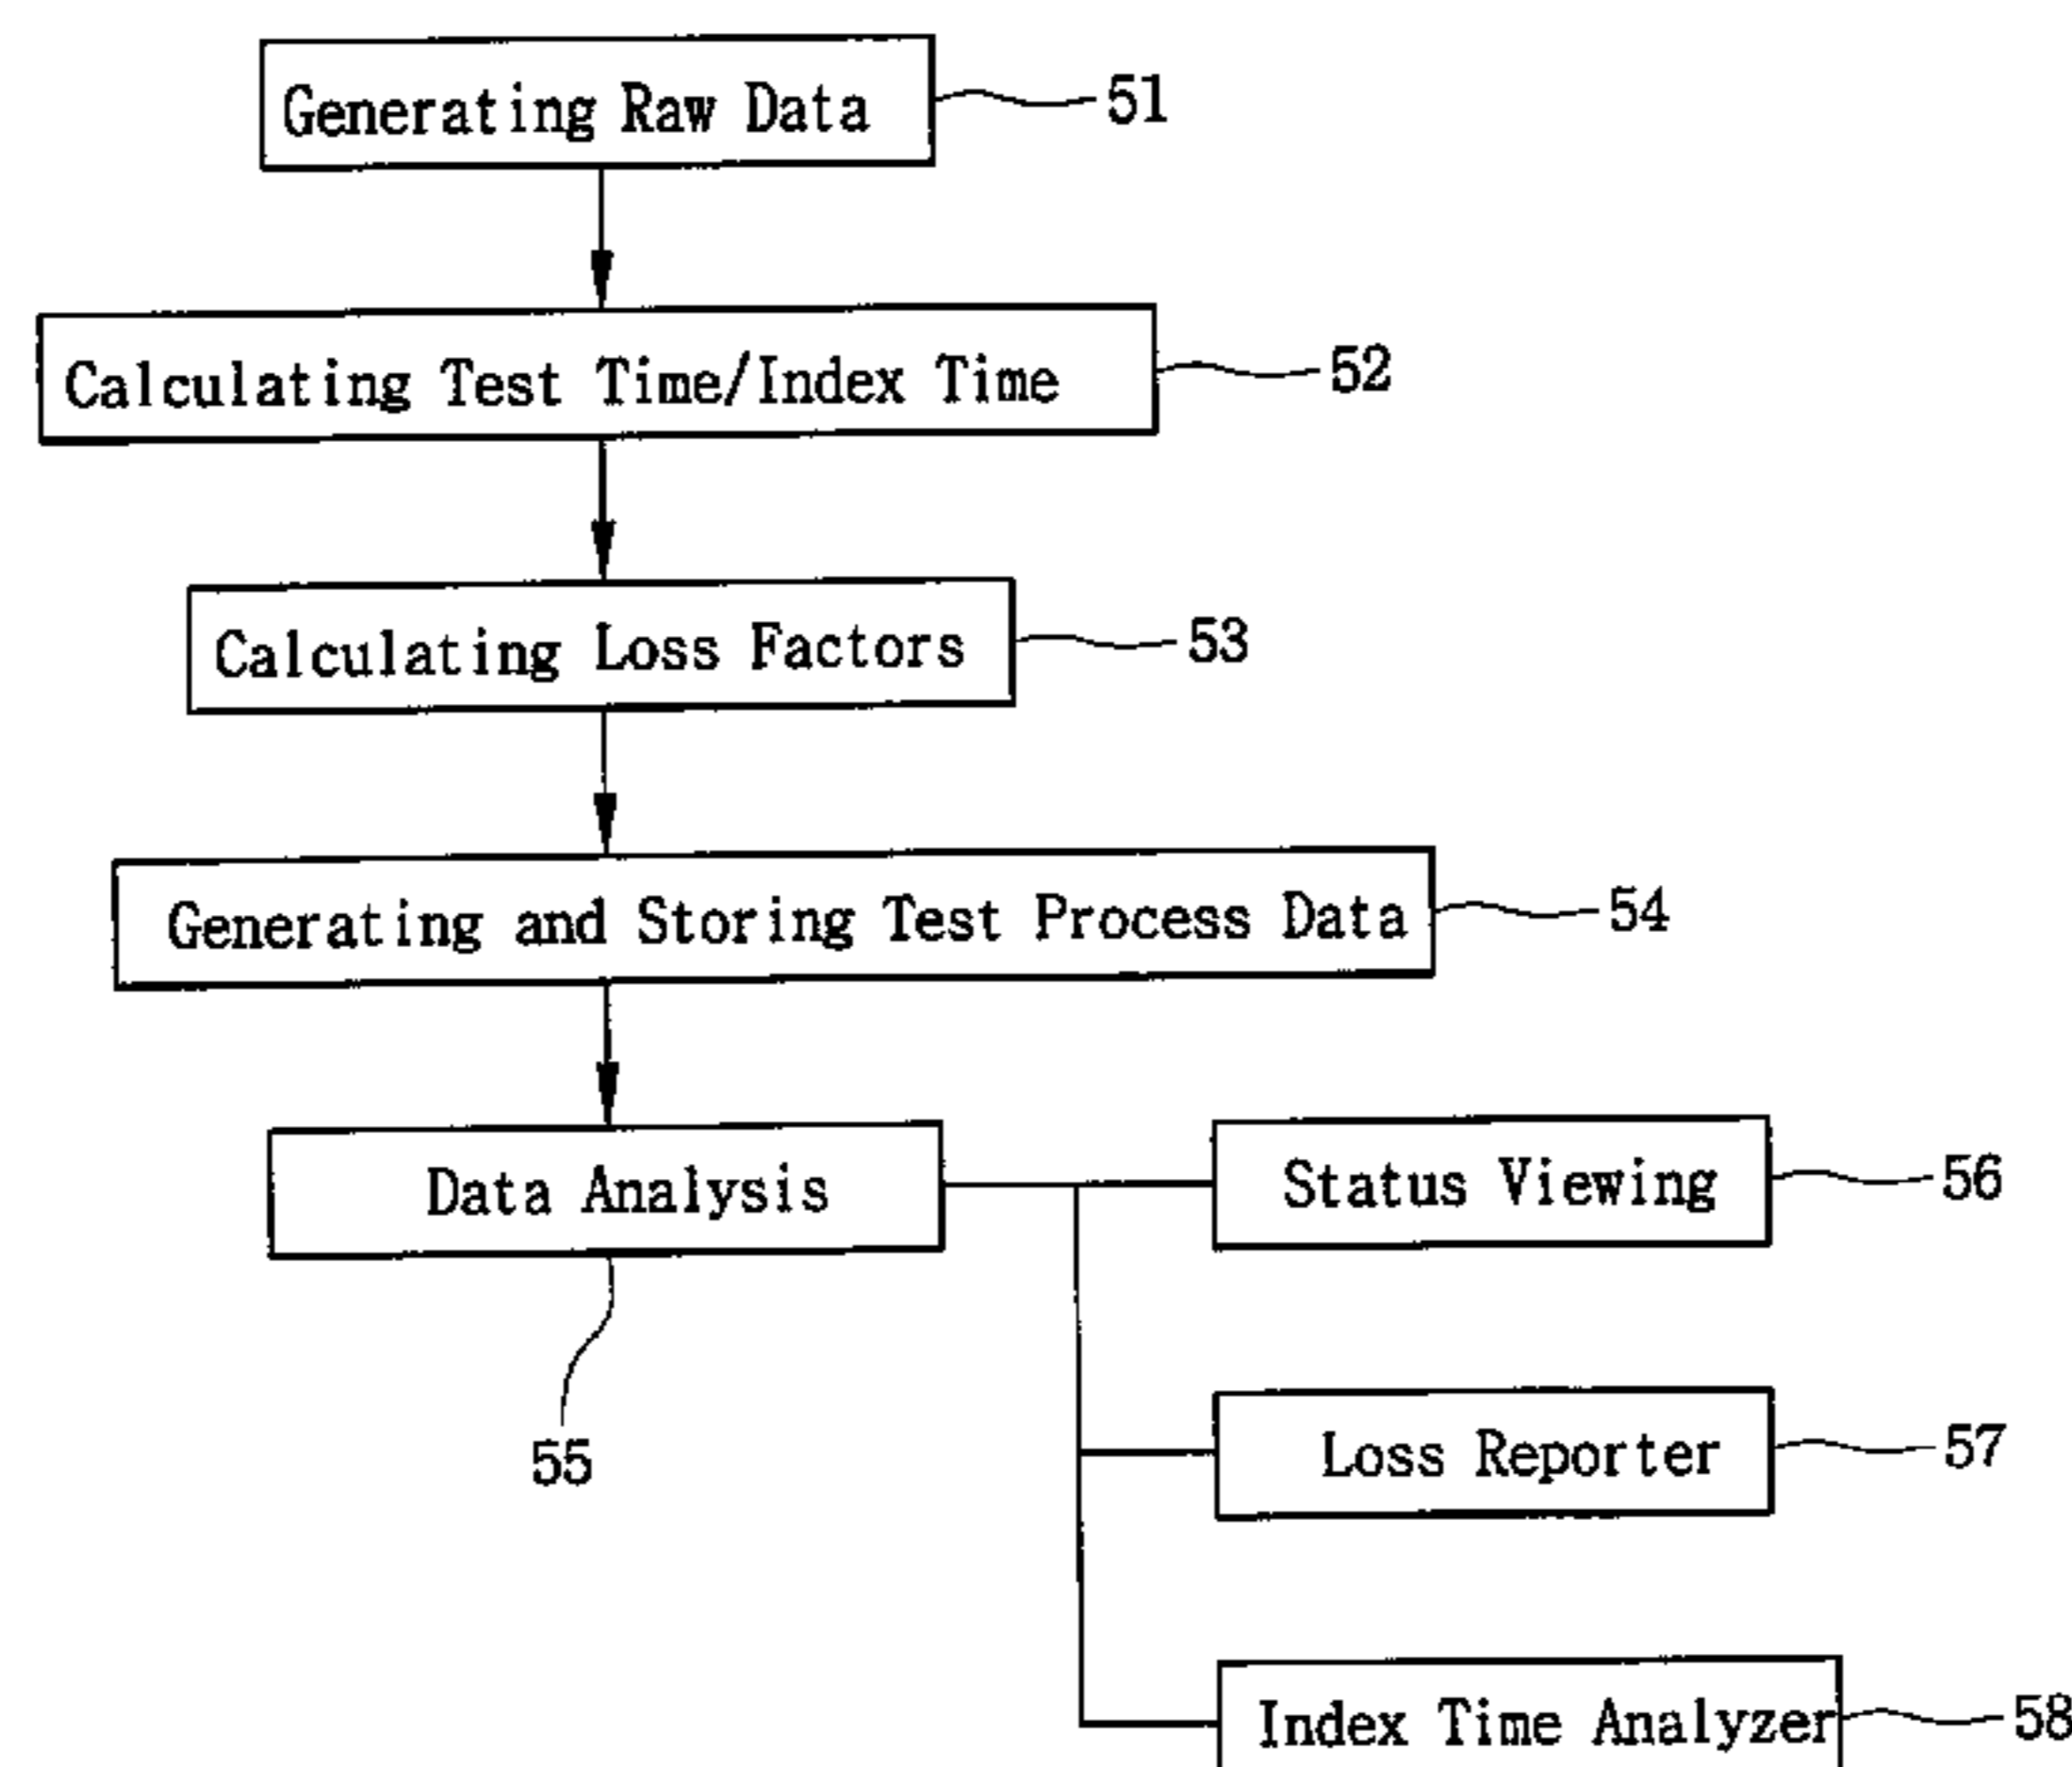 Generating Raw Data 51
Calculating Test Time/Index Time 52
Calculating Loss Factors 53
Generating and Storing Test Process Data 54
Data Analysis
Status Viewing 56
55
Loss Reporter 57
Index Time Analyzer 58